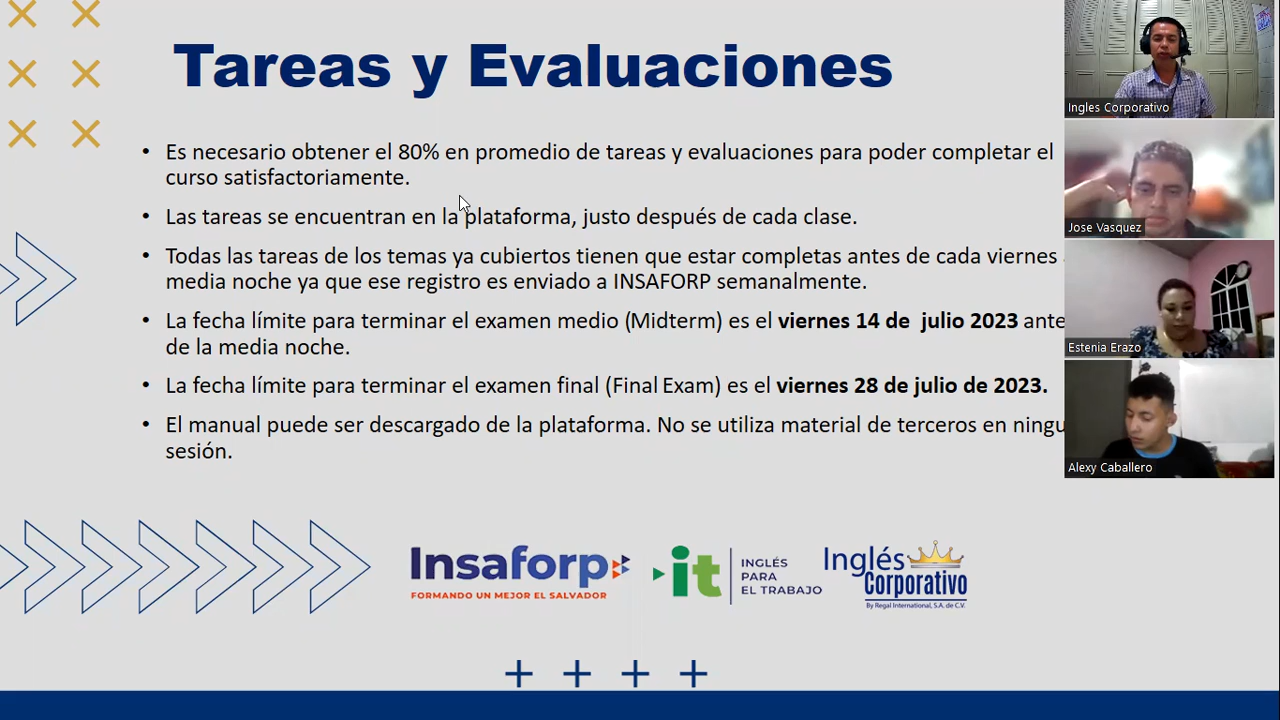 Tareas y Evaluaciones
• Es necesario obtener el 80% en promedio de tareas y evaluaciones para poder completar el
curso satisfactoriamente.
• Las tareas se encuentran en la plataforma, justo después de cada clase.
• Todas las tareas de los temas ya cubiertos tienen que estar completas antes de cada viernes
media noche ya que ese registro es enviado a INSAFORP semanalmente.
• La fecha límite para terminar el examen medio (Midterm) es el viernes 14 de julio 2023 ante
de la media noche.
• La fecha límite para terminar el examen final (Final Exam) es el viernes 28 de julio de 2023.
• El manual puede ser descargado de la plataforma. No se utiliza material de terceros en ningu
sesión.
Insaforp
FORMANDO UN MEJOR EL SALVADOR
it
INGLÉS
PARA
EL TRABAJO
Inglés
Corporativo
By Regal International, S.A. de C.V.
Ingles Corporativo
Jose Vasquez
Estenia Erazo
Alexy Caballero